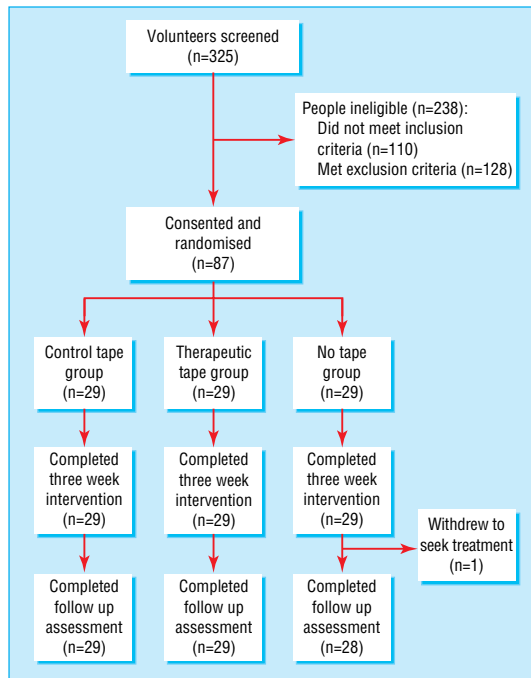 Volunteers screened
(n=325)
People ineligible (n=238):
Did not meet inclusion
criteria (n=110)
Met exclusion criteria (n=128)
Consented and
randomised
(n=87)
Control tape
group
(n=29)
Therapeutic
tape group
(n=29)
No tape
group
(n=29)
Completed
three week
intervention
(n=29)
Completed
three week
intervention
(n=29)
Completed
three week
intervention
(n=29)
Withdrew to
seek treatment
(n=1)
Completed
follow up
assessment
(n=29)
Completed
follow up
assessment
(n=29)
Completed
follow up
assessment
(n=28)